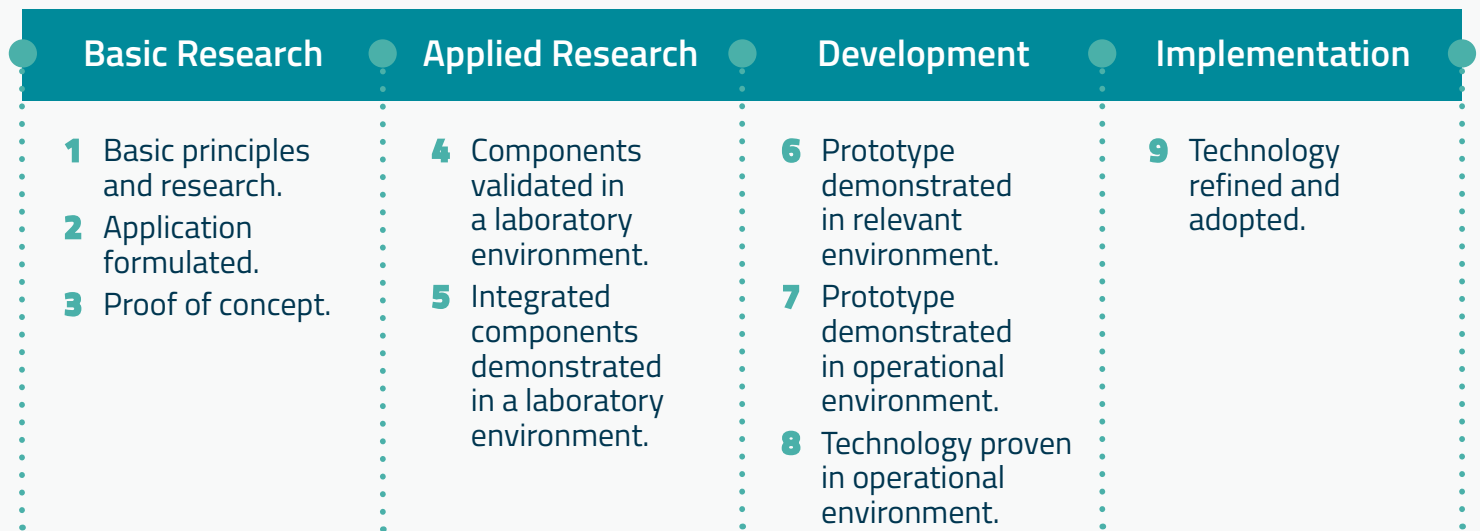 Basic Research
1 Basic principles
and research.
2 Application
formulated.
3 Proof of concept.
Applied Research
4 Components
validated in
a laboratory
environment.
5 Integrated
components
demonstrated
in a laboratory
environment.
Development
6 Prototype
demonstrated
in relevant
environment.
7 Prototype
demonstrated
in operational
environment.
8 Technology proven
in operational
environment.
Implementation
9 Technology
refined and
adopted.